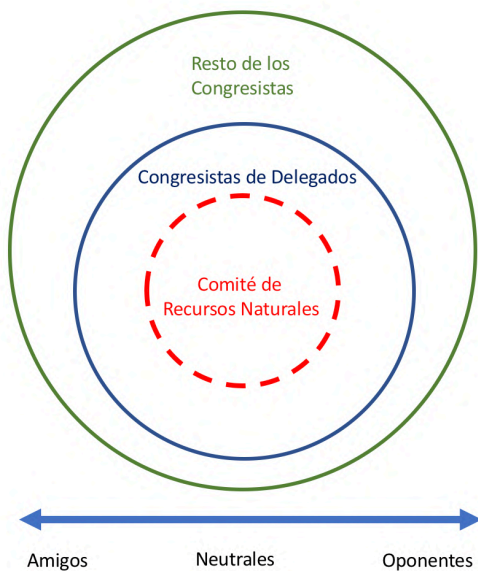 Resto de los
Congresistas
Congresistas de Delegados
Comité de
Recursos Naturales
Amigos
Neutrales
Oponentes